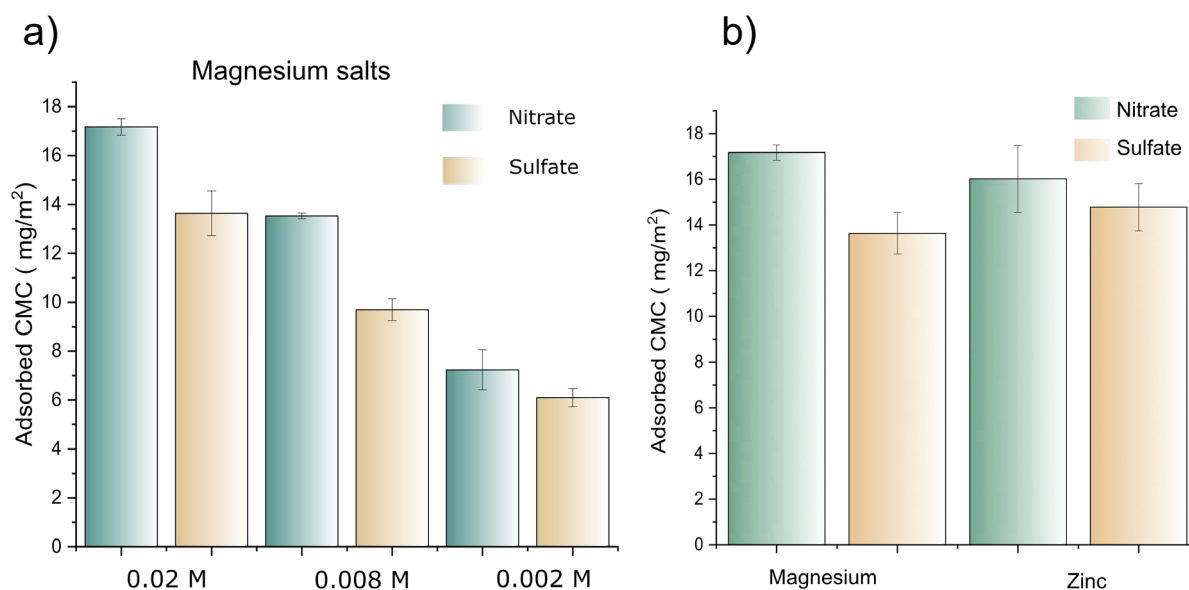 a)
Magnesium salts
Nitrate
Sulfate
Adsorbed CMC ( mg/m²)
18
16
14
12
10
8
6
4
2
0
0.02 M
0.008 M
0.002 M
b)
Nitrate
Sulfate
Adsorbed CMC ( mg/m²)
18
16
14
12
10
8
6
4
2
0
Magnesium
Zinc